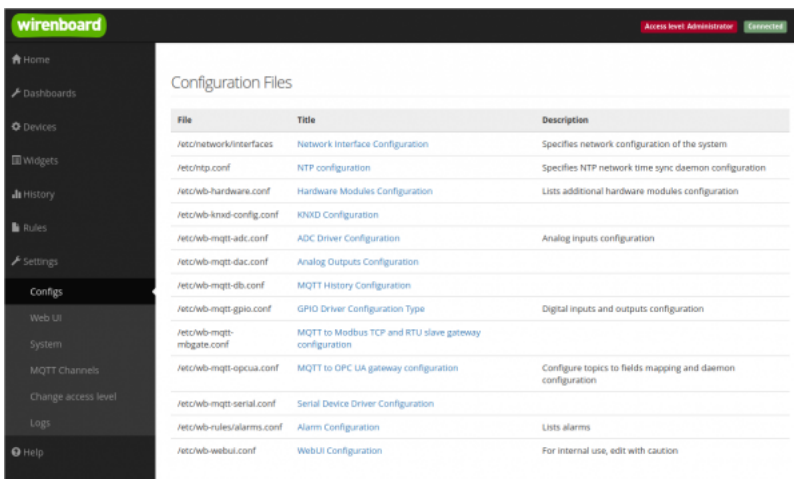 wirenboard
Access level: Administrator
Connected
Home
Dashboards
Devices
Widgets
History
Rules
Settings
Configs
Web UI
System
MQTT Channels
Change access level
Logs
Help
Configuration Files
File Title Description
/etc/network/interfaces Network Interface Configuration Specifies network configuration of the system
/etc/ntp.conf NTP configuration Specifies NTP network time sync daemon configuration
/etc/wb-hardware.conf Hardware Modules Configuration Lists additional hardware modules configuration
/etc/wb-knxd-config.conf KNXD Configuration
/etc/wb-mqtt-adc.conf ADC Driver Configuration Analog inputs configuration
/etc/wb-mqtt-dac.conf Analog Outputs Configuration
/etc/wb-mqtt-db.conf MQTT History Configuration
/etc/wb-mqtt-gpio.conf GPIO Driver Configuration Type Digital inputs and outputs configuration
/etc/wb-mqtt- MQTT to Modbus TCP and RTU slave gateway
mbgate.conf configuration
/etc/wb-mqtt-opcua.conf MQTT to OPC UA gateway configuration Configure topics to fields mapping and daemon
configuration
/etc/wb-mqtt-serial.conf Serial Device Driver Configuration
/etc/wb-rules/alarms.conf Alarm Configuration Lists alarms
/etc/wb-webui.conf WebUI Configuration For internal use, edit with caution